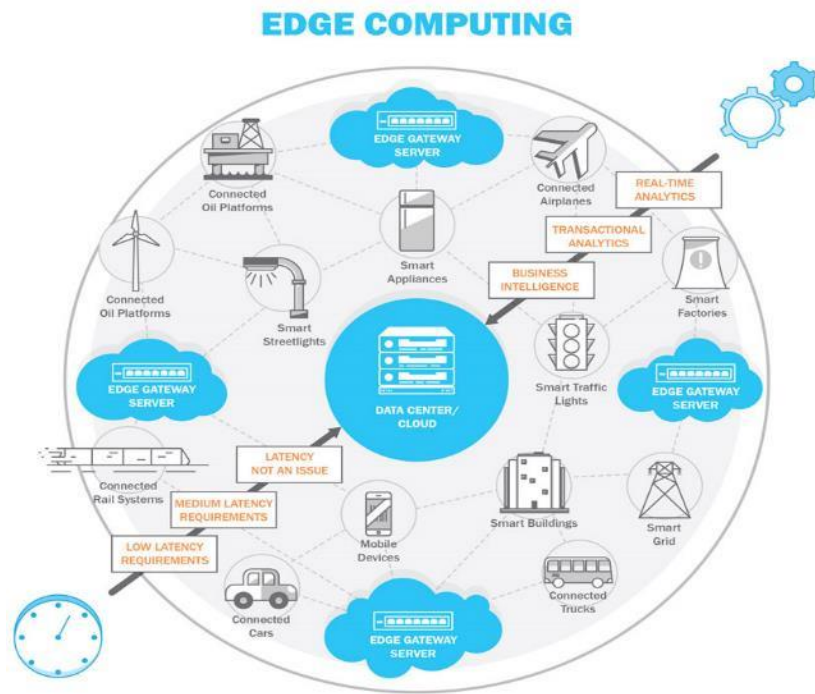 EDGE COMPUTING
EDGE GATEWAY
SERVER
Connected
Oil Platforms
Connected
Airplanes
REAL-TIME
ANALYTICS
TRANSACTIONAL
ANALYTICS
BUSINESS
INTELLIGENCE
Smart
Appliances
Connected
Oil Platforms
Smart
Streetlights
Smart
Factories
EDGE GATEWAY
SERVER
DATA CENTER/
CLOUD
Smart Traffic
Lights
EDGE GATEWAY
SERVER
LATENCY
NOT AN ISSUE
Connected
Rail Systems
MEDIUM LATENCY
REQUIREMENTS
LOW LATENCY
REQUIREMENTS
Mobile
Devices
Smart Buildings
Smart
Grid
Connected
Cars
EDGE GATEWAY
SERVER
Connected
Trucks